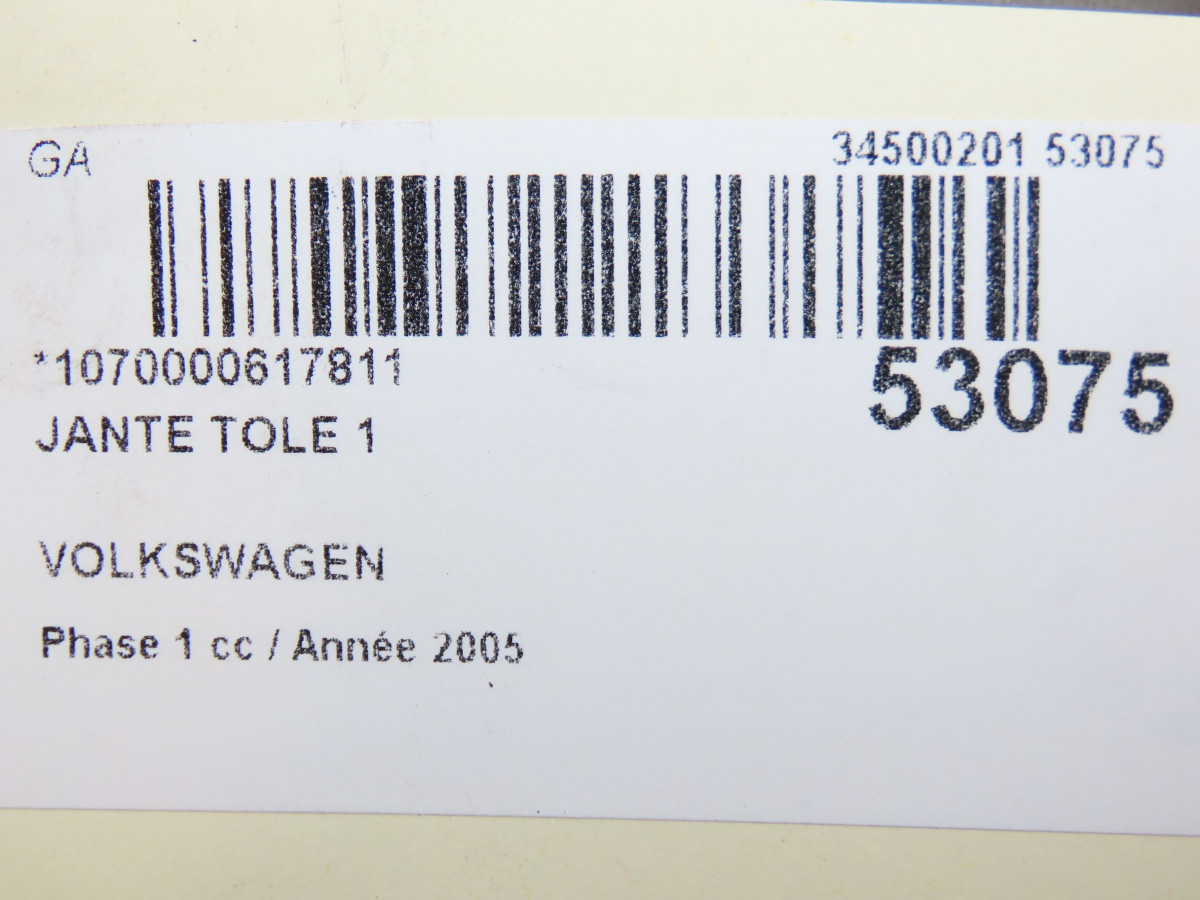 GA 34500201 53075
*1070000617811 53075
JANTE TOLE 1
VOLKSWAGEN
Phase 1 cc / Année 2005